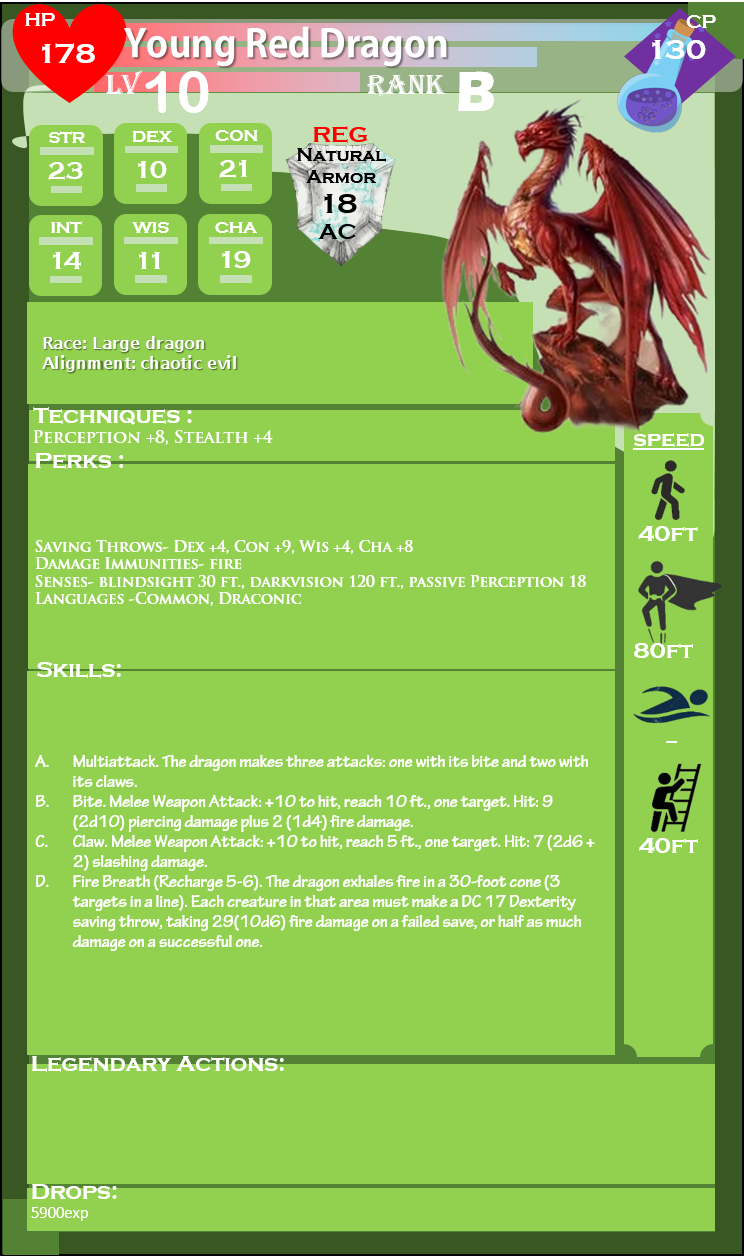 HP
178
Young Red Dragon
CP
130
LV 10
RANK B
STR
23
DEX
10
CON
21
INT
14
WIS
11
CHA
19
REG
Natural
Armor
18
AC
Race: Large dragon
Alignment: chaotic evil
Techniques :
Perception +8, Stealth +4
Perks :
Saving Throws- Dex +4, Con +9, Wis +4, Cha +8
Damage Immunities- fire
Senses- blindsight 30 ft., darkvision 120 ft., passive Perception 18
Languages -Common, Draconic
Skills:
A. Multiattack. The dragon makes three attacks: one with its bite and two with
its claws.
B. Bite. Melee Weapon Attack: +10 to hit, reach 10 ft., one target. Hit: 9
(2d10) piercing damage plus 2 (1d4) fire damage.
C. Claw. Melee Weapon Attack: +10 to hit, reach 5 ft., one target. Hit: 7 (2d6 +
2) slashing damage.
D. Fire Breath (Recharge 5-6). The dragon exhales fire in a 30-foot cone (3
targets in a line). Each creature in that area must make a DC 17 Dexterity
saving throw, taking 29(10d6) fire damage on a failed save, or half as much
damage on a successful one.
SPEED
40FT
80FT
–
40FT
Legendary Actions:
Drops:
5900exp